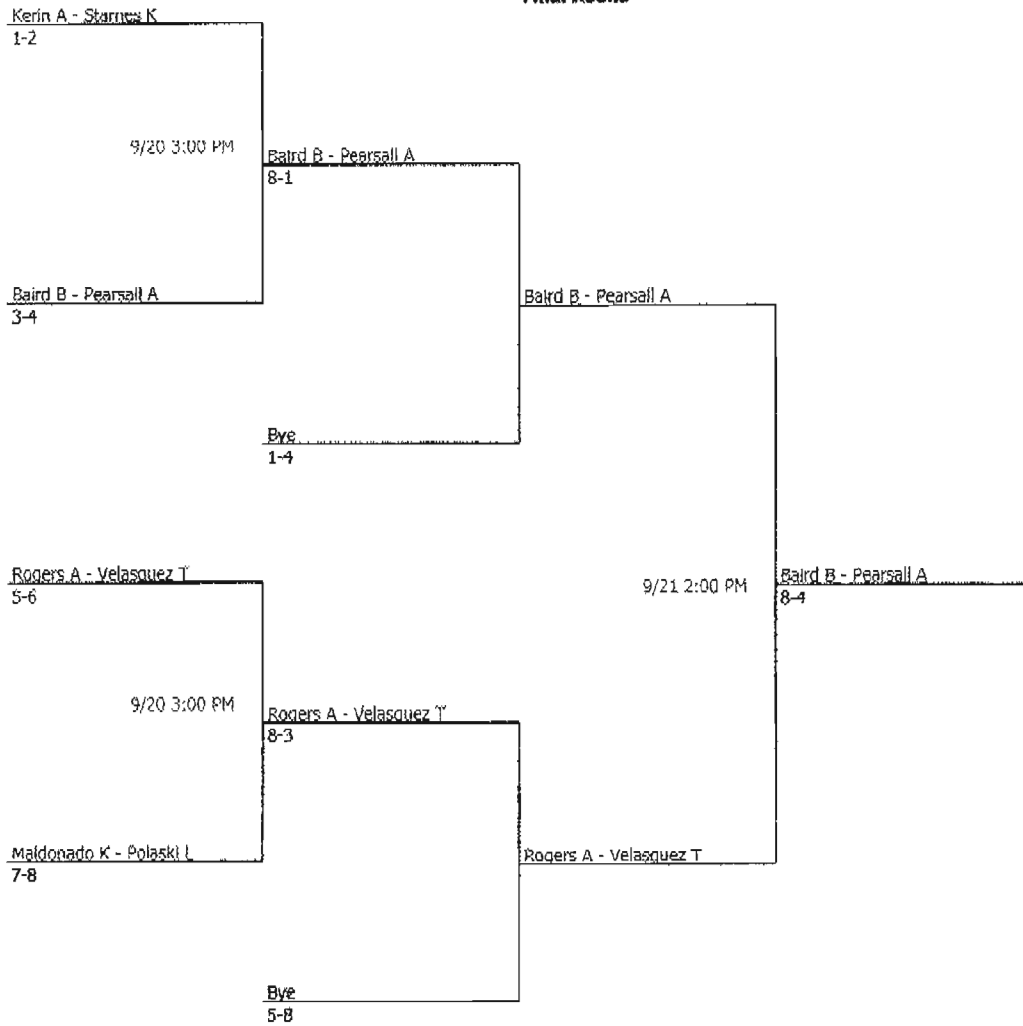 Kerin A - Starnes K
1-2
9/20 3:00 PM
Baird B - Pearsall A
8-1
Baird B - Pearsall A
3-4
Baird B - Pearsall A
Bye
1-4
Rogers A - Velasquez T
5-6
9/21 2:00 PM
Baird B - Pearsall A
8-4
9/20 3:00 PM
Rogers A - Velasquez T
8-3
Maldonado K - Polaski L
7-8
Rogers A - Velasquez T
Bye
5-8